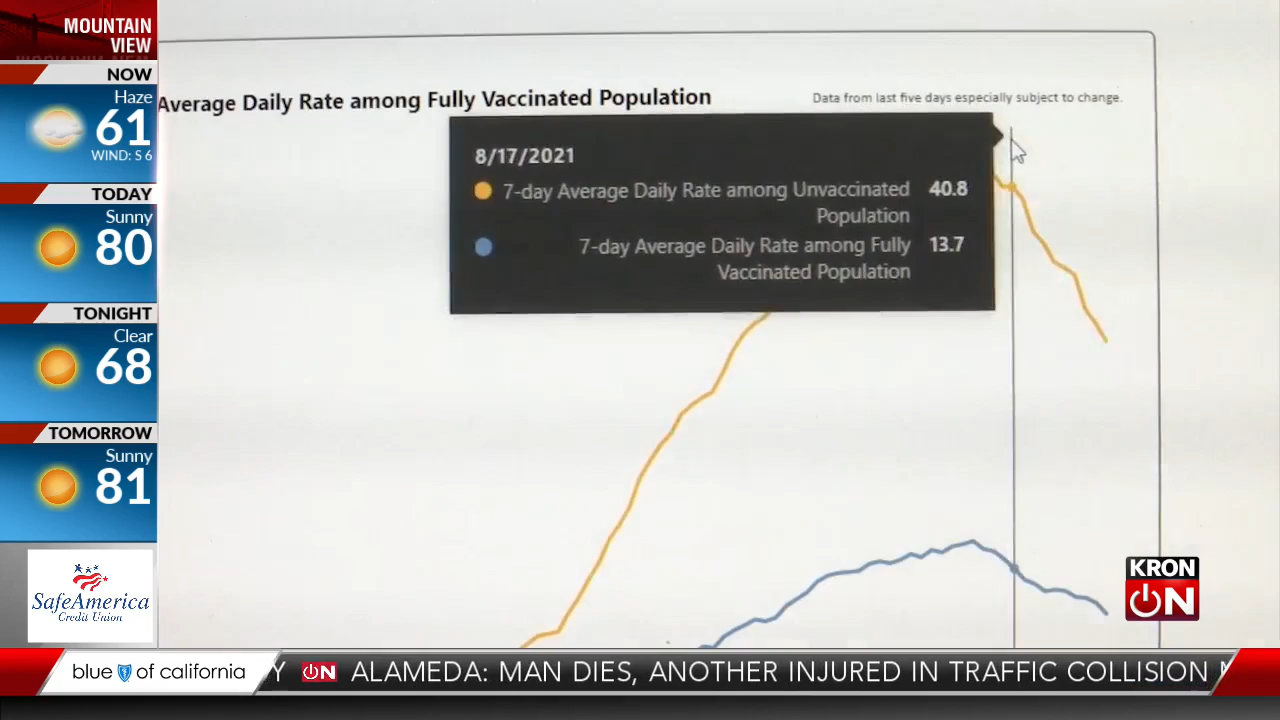 MOUNTAIN
VIEW
NOW
Haze
61
WIND: S 6
TODAY
Sunny
80
TONIGHT
Clear
68
TOMORROW
Sunny
81
SafeAmerica
Credit Union
Average Daily Rate among Fully Vaccinated Population
Data from last five days especially subject to change.
8/17/2021
7-day Average Daily Rate among Unvaccinated 40.8
Population
7-day Average Daily Rate among Fully 13.7
Vaccinated Population
KRON
ON
blue of california
Y ON ALAMEDA: MAN DIES, ANOTHER INJURED IN TRAFFIC COLLISION